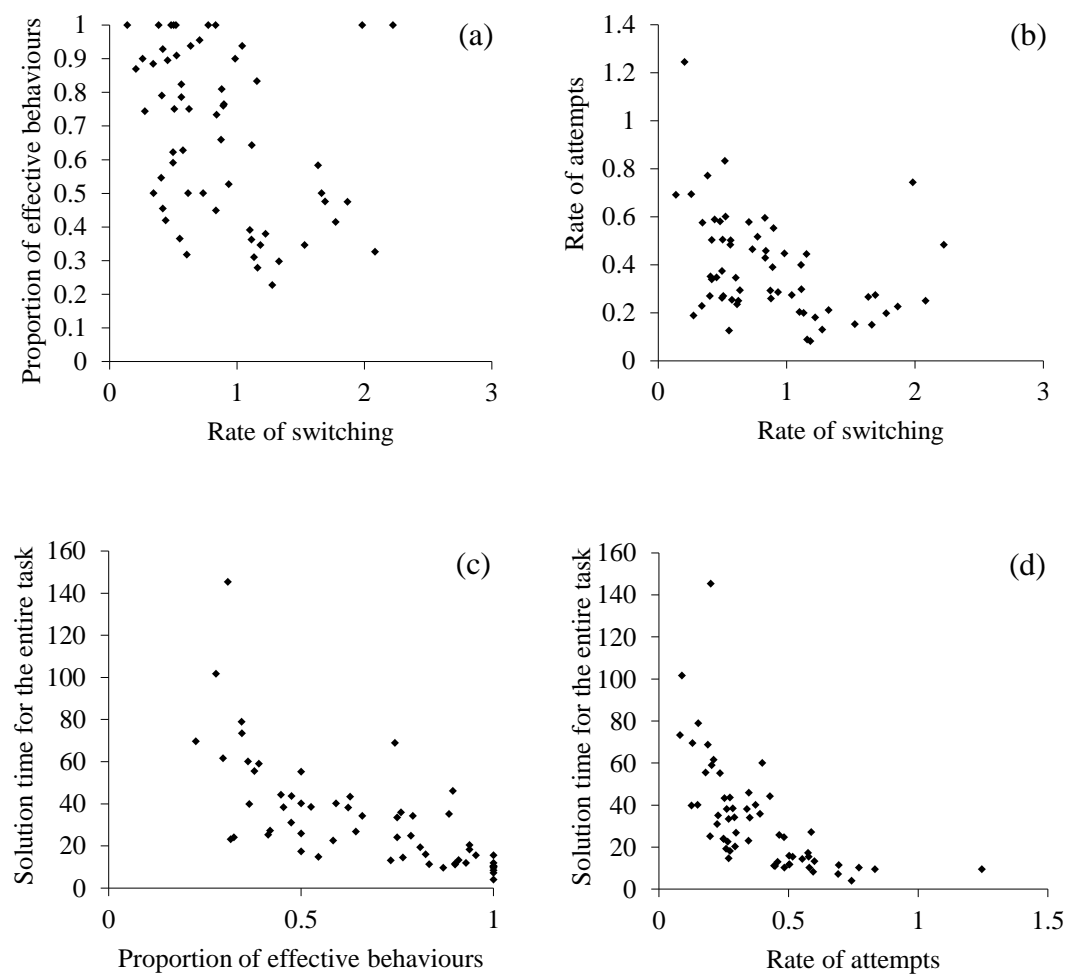 (a)
Proportion of effective behaviours
1
0.9
0.8
0.7
0.6
0.5
0.4
0.3
0.2
0.1
0
0 1 2 3
Rate of switching
(b)
Rate of attempts
1.4
1.2
1
0.8
0.6
0.4
0.2
0
0 1 2 3
Rate of switching
(c)
Solution time for the entire task
160
140
120
100
80
60
40
20
0
0 0.5 1
Proportion of effective behaviours
(d)
Solution time for the entire task
160
140
120
100
80
60
40
20
0
0 0.5 1 1.5
Rate of attempts